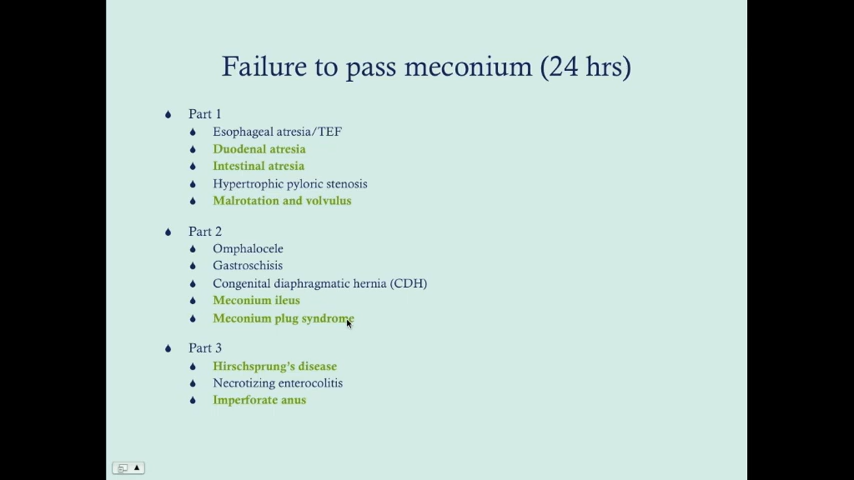 Failure to pass meconium (24 hrs)
Part 1
Esophageal atresia/TEF
Duodenal atresia
Intestinal atresia
Hypertrophic pyloric stenosis
Malrotation and volvulus
Part 2
Omphalocele
Gastroschisis
Congenital diaphragmatic hernia (CDH)
Meconium ileus
Meconium plug syndrome
Part 3
Hirschsprung's disease
Necrotizing enterocolitis
Imperforate anus